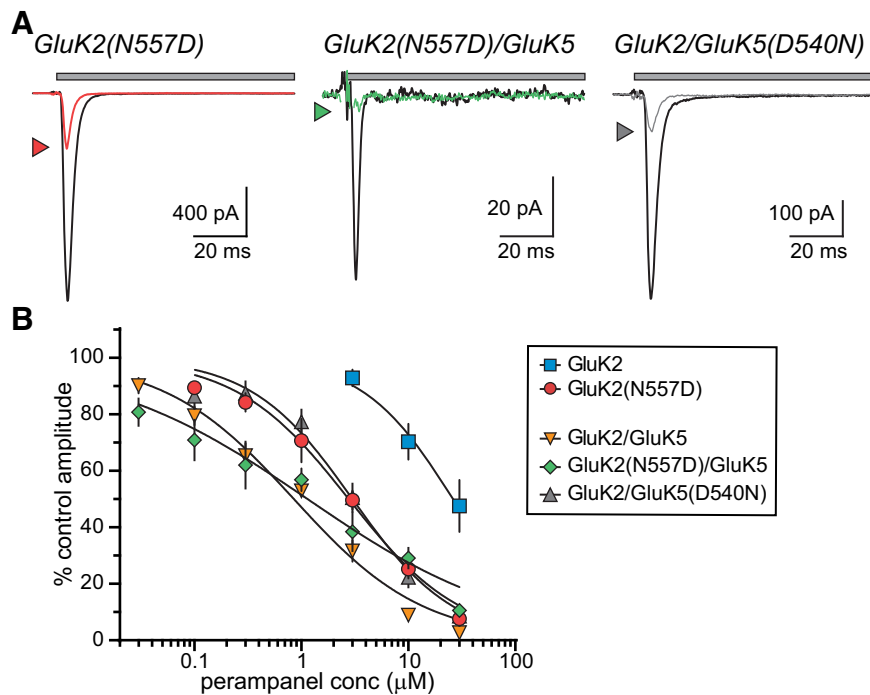 A
GluK2(N557D)
GluK2(N557D)/GluK5
GluK2/GluK5(D540N)
400 pA
20 ms
20 pA
20 ms
100 pA
20 ms
B
100
80
60
40
20
0
% control amplitude
0.1
1
10
100
perampanel conc (μM)
GluK2
GluK2(N557D)
GluK2/GluK5
GluK2(N557D)/GluK5
GluK2/GluK5(D540N)